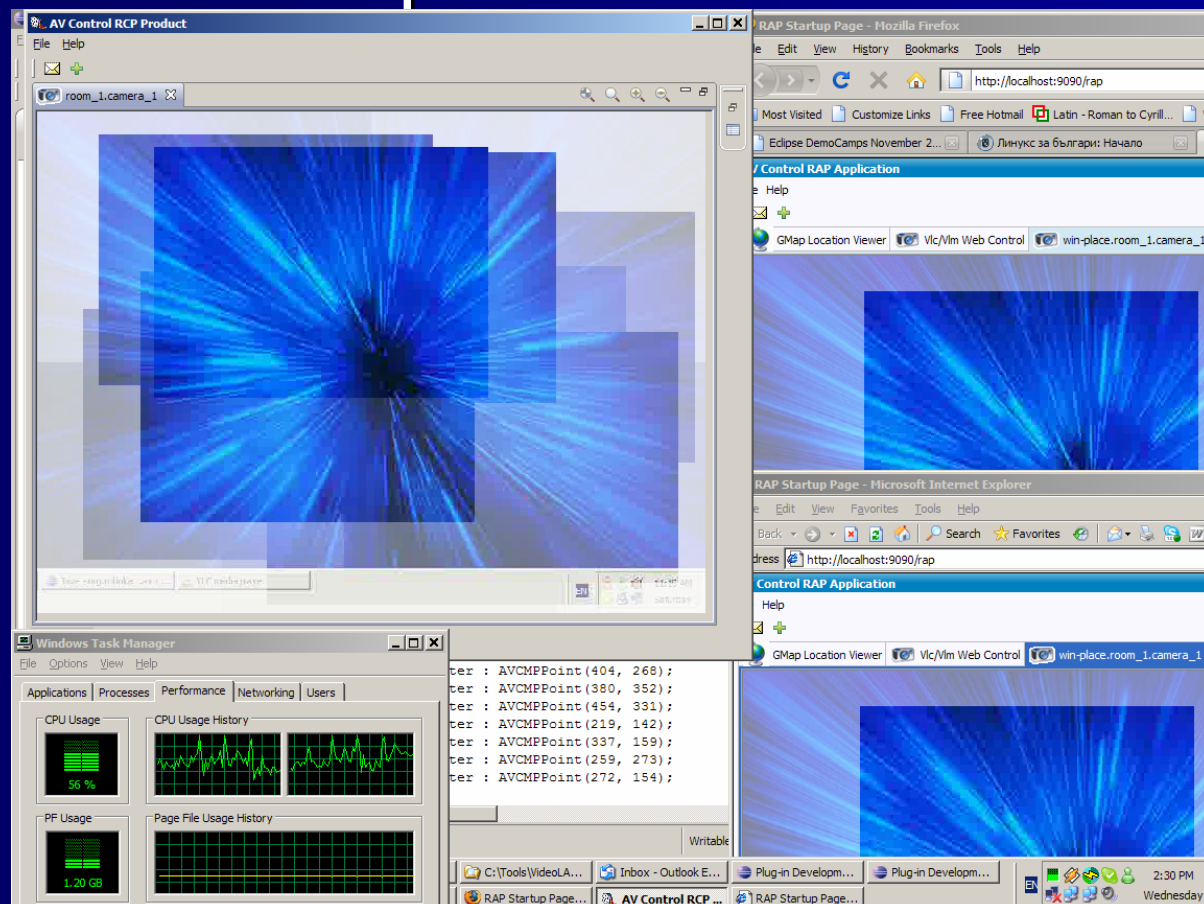 AV Control RCP Product
File Help
room_1.camera_1
EN
RAP Startup Page - Mozilla Firefox
Edit View History Bookmarks Tools Help
http://localhost:9090/rap
Most Visited Customize Links Free Hotmail Latin - Roman to Cyrill...
Eclipse DemoCamps November 2... Линукс за българи: Начало
Control RAP Application
Help
GMap Location Viewer Vlc/Vlm Web Control win-place.room_1.camera_1
RAP Startup Page - Microsoft Internet Explorer
Edit View Favorites Tools Help
Back Search Favorites
dress http://localhost:9090/rap
Control RAP Application
Help
GMap Location Viewer Vlc/Vlm Web Control win-place.room_1.camera_1
Windows Task Manager
File Options View Help
Applications Processes Performance Networking Users
CPU Usage CPU Usage History
56 %
PF Usage Page File Usage History
1.20 GB
ter : AVCMPPoint(404, 268);
ter : AVCMPPoint(380, 352);
ter : AVCMPPoint(454, 331);
ter : AVCMPPoint(219, 142);
ter : AVCMPPoint(337, 159);
ter : AVCMPPoint(259, 273);
ter : AVCMPPoint(272, 154);
Writable
C:\Tools\VideoLA... Inbox - Outlook E... Plug-in Developm... Plug-in Developm...
RAP Startup Page... AV Control RCP ... RAP Startup Page...
EN
2:30 PM
Wednesday